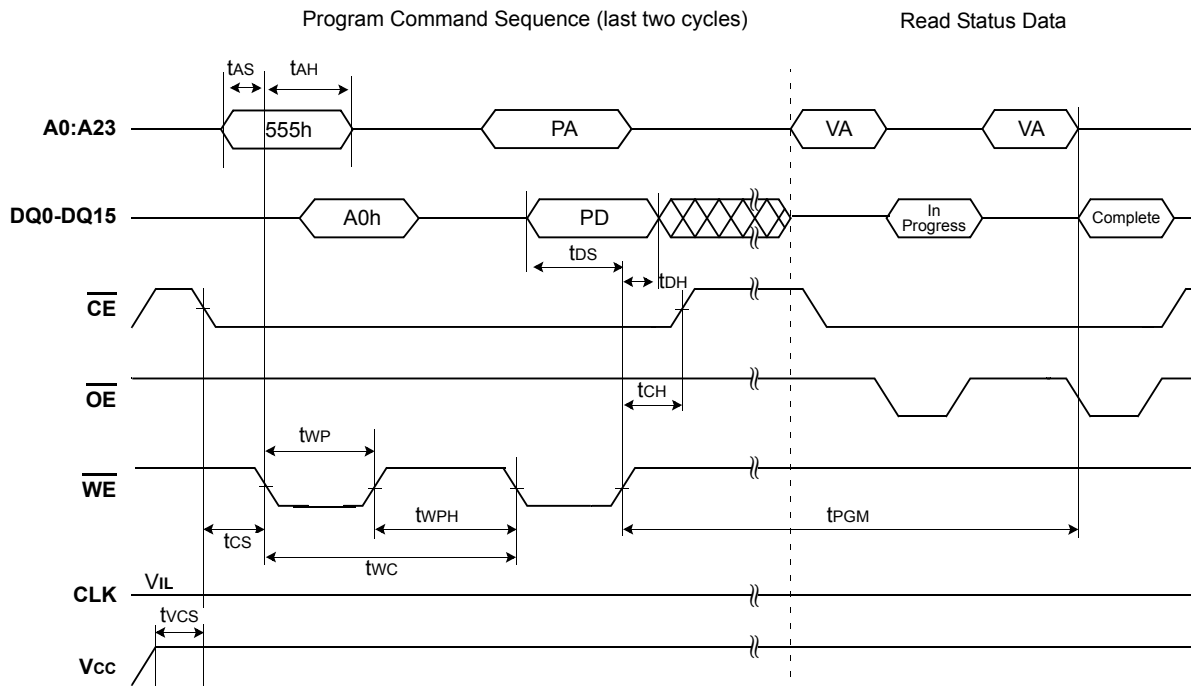 Program Command Sequence (last two cycles)
Read Status Data
tAS
tAH
A0:A23
555h
PA
VA
VA
DQ0-DQ15
A0h
PD
In Progress
Complete
tDS
tDH
CE
tCH
OE
tWP
WE
tWPH
tPGM
tCS
tWC
CLK
VIL
tVCS
Vcc